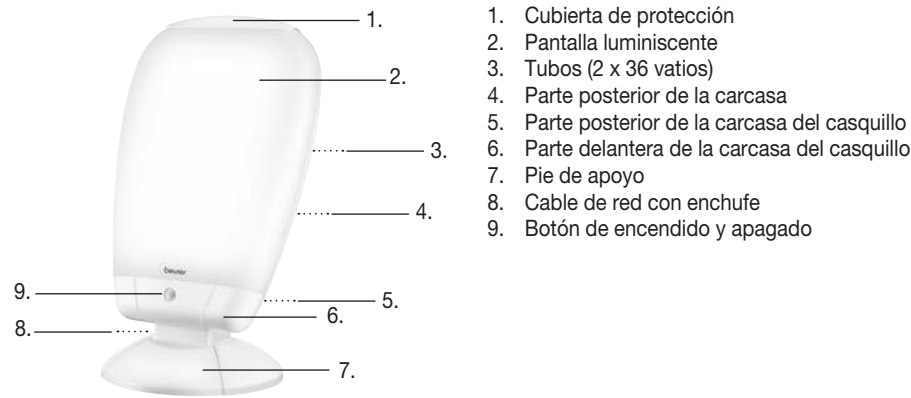 1.
2.
3.
4.
5.
6.
7.
8.
9.
beurer
1. Cubierta de protección
2. Pantalla luminiscente
3. Tubos (2 x 36 vatios)
4. Parte posterior de la carcasa
5. Parte posterior de la carcasa del casquillo
6. Parte delantera de la carcasa del casquillo
7. Pie de apoyo
8. Cable de red con enchufe
9. Botón de encendido y apagado